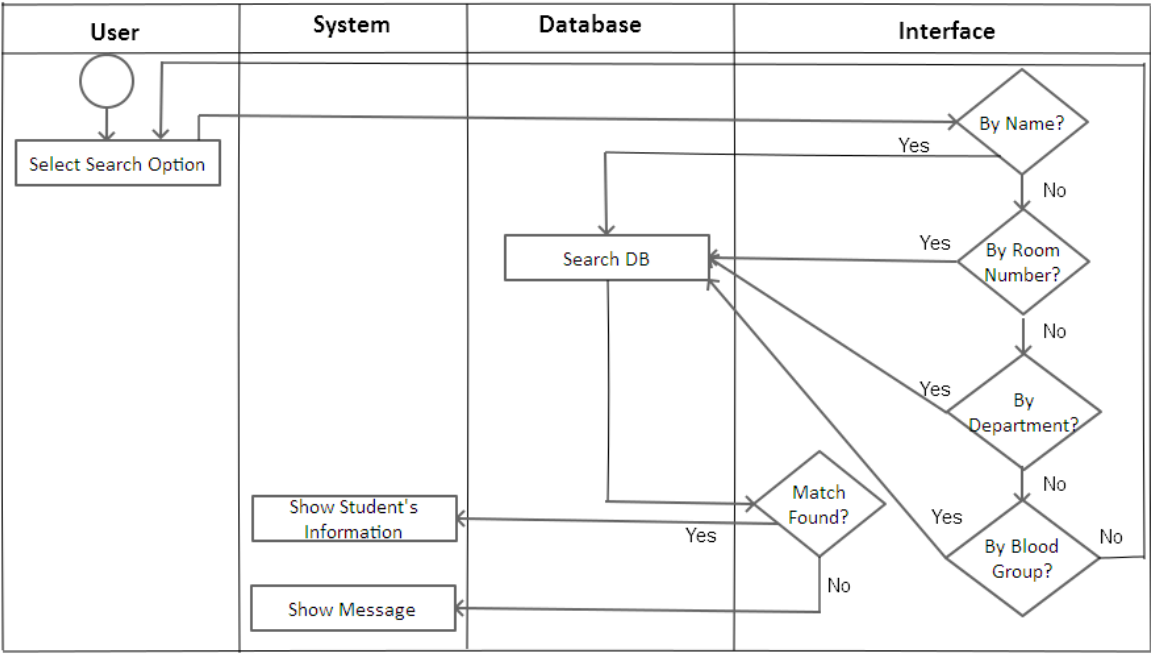 User
System
Database
Interface
By Name?
Yes
Select Search Option
No
Yes
By Room
Number?
Search DB
No
Yes
By
Department?
No
Match
Found?
Show Student's
Information
Yes
Yes
No
By Blood
Group?
No
Show Message